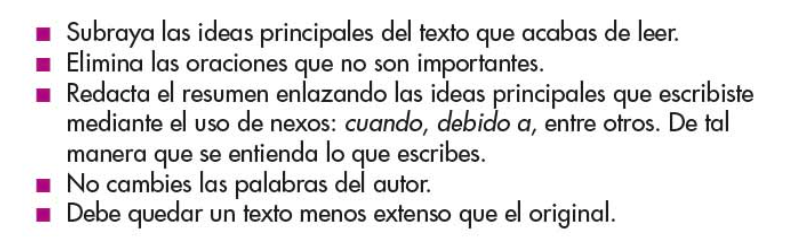 ■ Subraya las ideas principales del texto que acabas de leer.
■ Elimina las oraciones que no son importantes.
■ Redacta el resumen enlazando las ideas principales que escribiste
mediante el uso de nexos: cuando, debido a, entre otros. De tal
manera que se entienda lo que escribes.
■ No cambies las palabras del autor.
■ Debe quedar un texto menos extenso que el original.